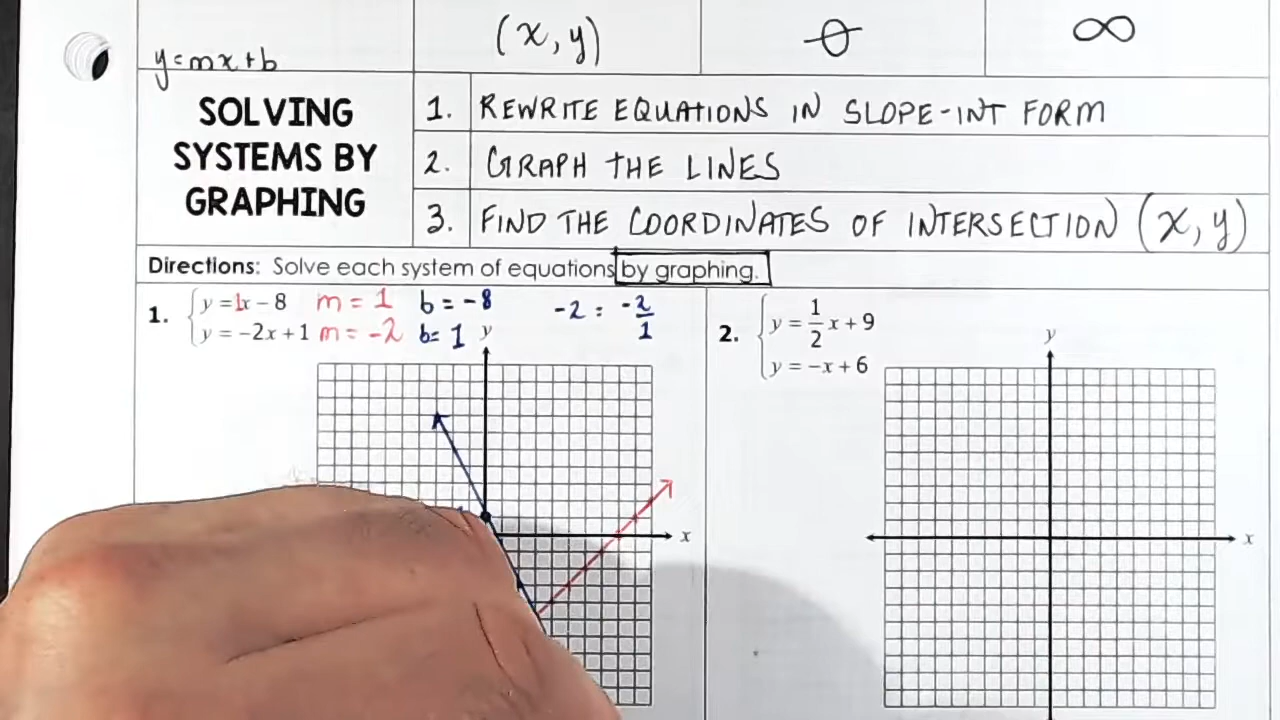 y=mx+b
(x, y)
∅
∞
SOLVING
SYSTEMS BY
GRAPHING
1. REWRITE EQUATIONS IN SLOPE-INT FORM
2. GRAPH THE LINES
3. FIND THE COORDINATES OF INTERSECTION (x, y)
Directions: Solve each system of equations by graphing.
1. y = 1x − 8 m = 1 b = -8
y = −2x + 1 m = -2 b= 1
-2 = -2/1
y
x
2. y = 1/2 x + 9
y = −x + 6
y
x